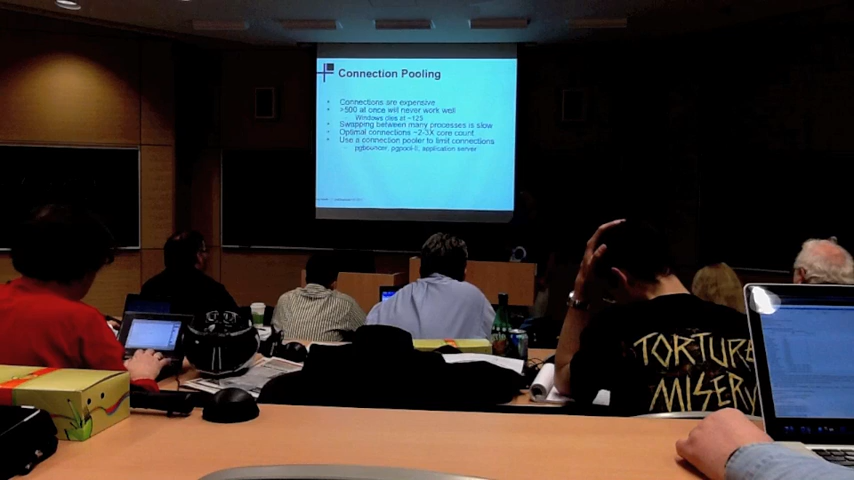 Connection Pooling
Connections are expensive
>500 at once will never work well
Windows dies at ~125
Swapping between many processes is slow
Optimal connections ~2-3X core count
Use a connection pooler to limit connections
pgbouncer, pgpool-II, application server
TORTURE
MISERY